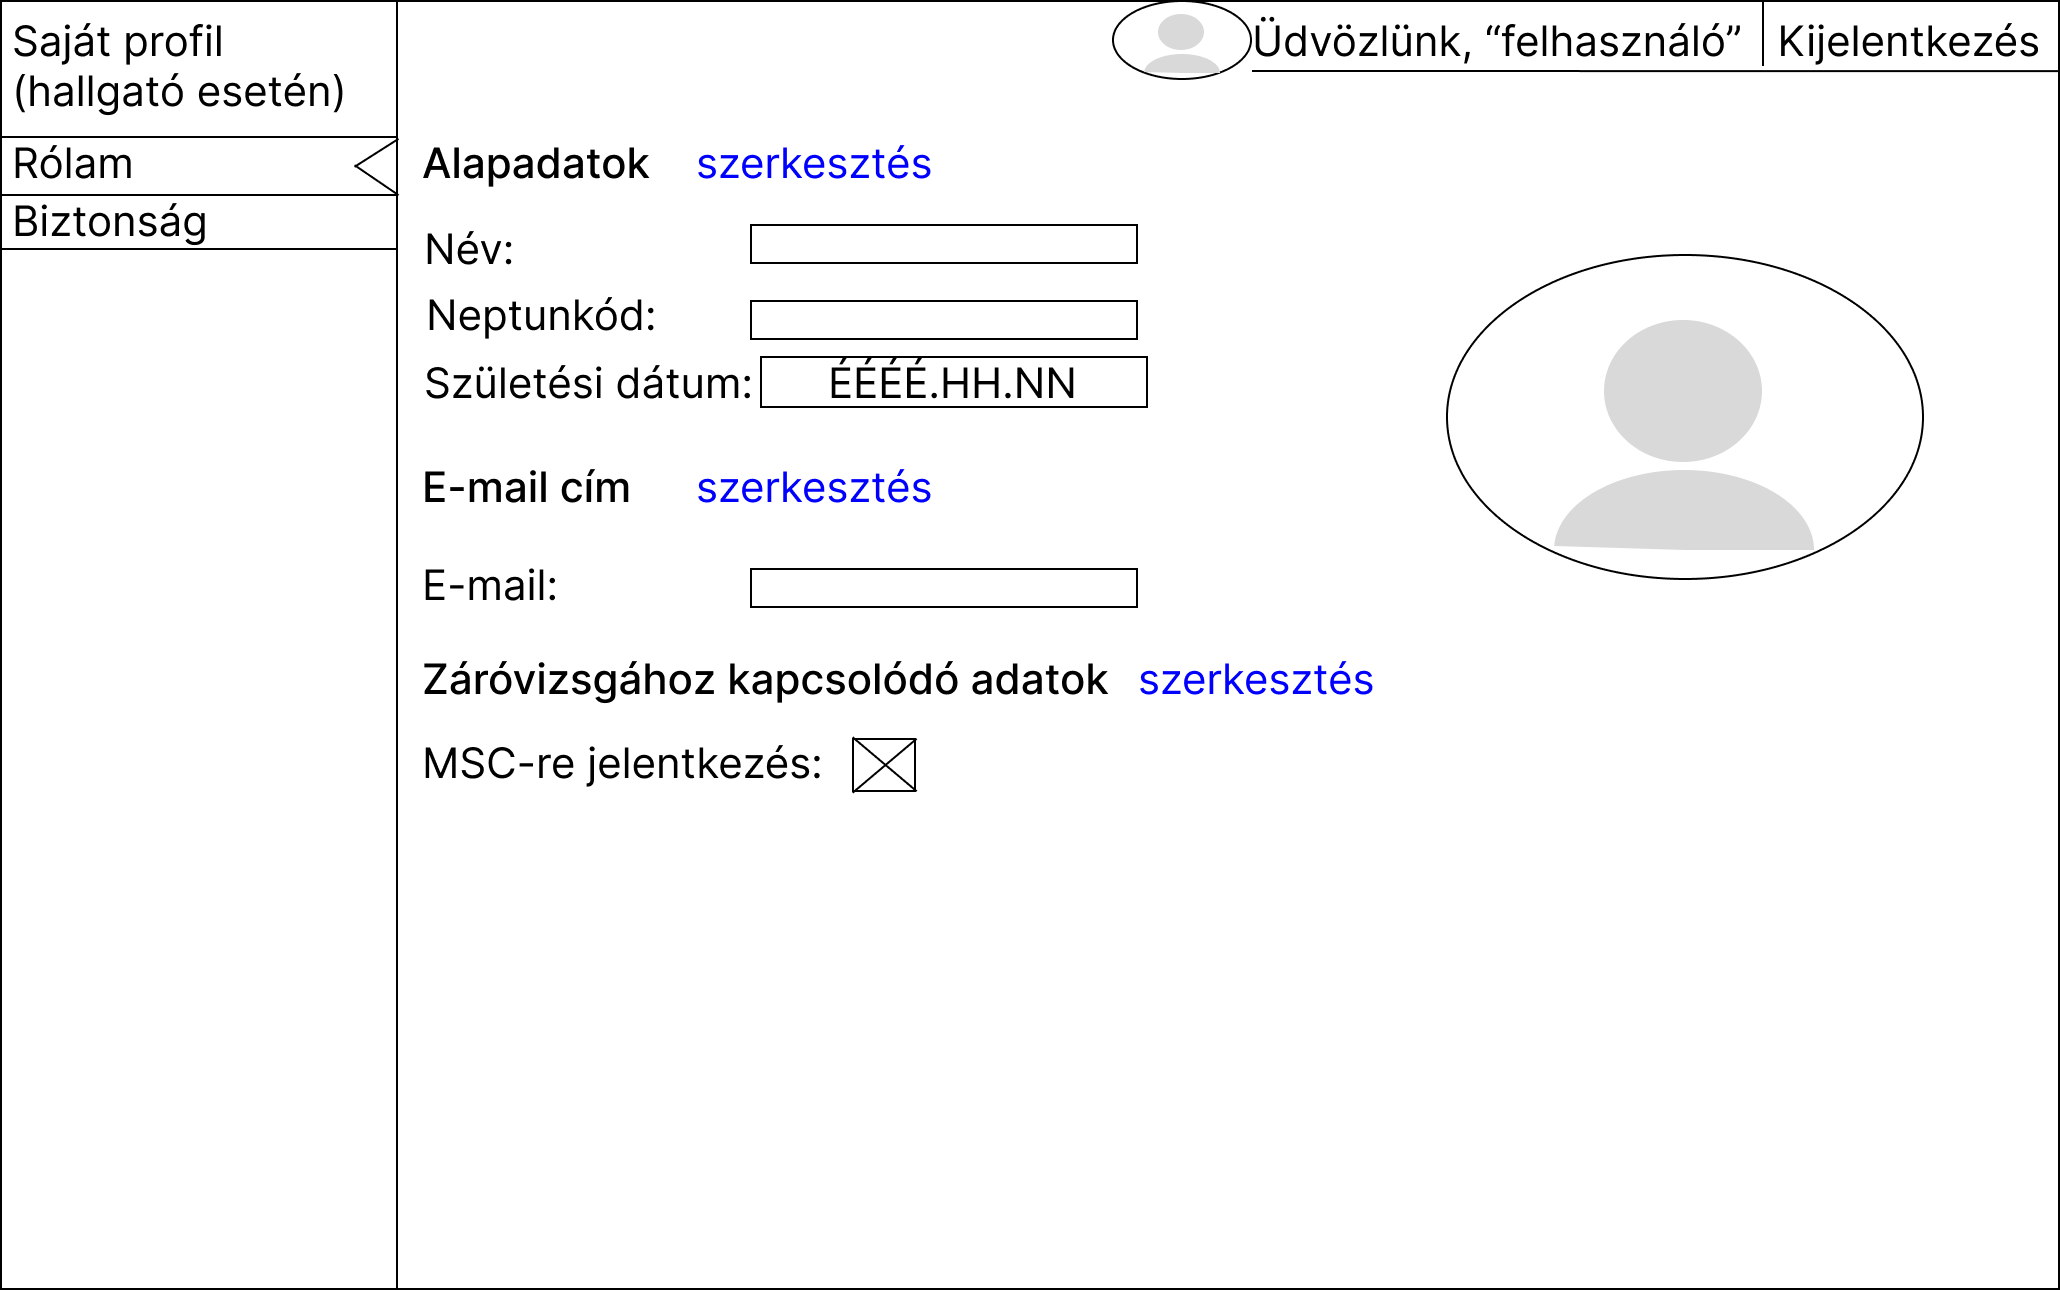 Saját profil
(hallgató esetén)
Üdvözlünk, “felhasználó”
Kijelentkezés
Rólam
Biztonság
Alapadatok szerkesztés
Név:
Neptunkód:
Születési dátum: ÉÉÉÉ.HH.NN
E-mail cím szerkesztés
E-mail:
Záróvizsgához kapcsolódó adatok szerkesztés
MSC-re jelentkezés: